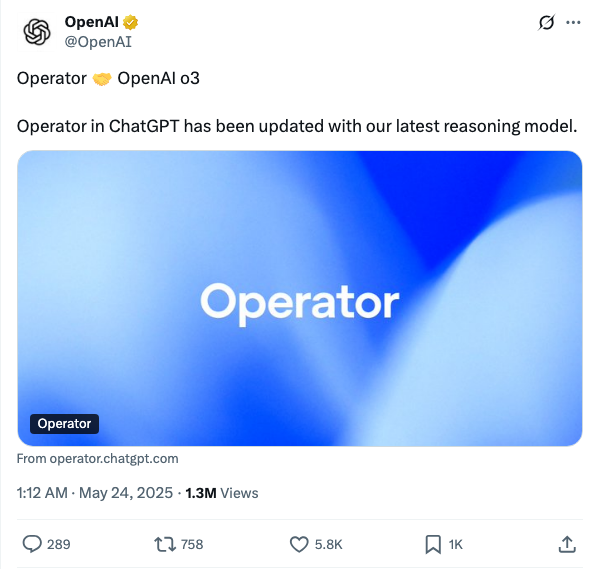 OpenAI
@OpenAI
Operator 🤝 OpenAI o3
Operator in ChatGPT has been updated with our latest reasoning model.
Operator
Operator
From operator.chatgpt.com
1:12 AM · May 24, 2025 · 1.3M Views
289 758 5.8K 1K